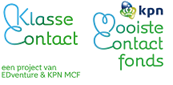 Klasse
Contact
een project van
EDventure & KPN MCF
kpn
Mooiste
Contact
fonds